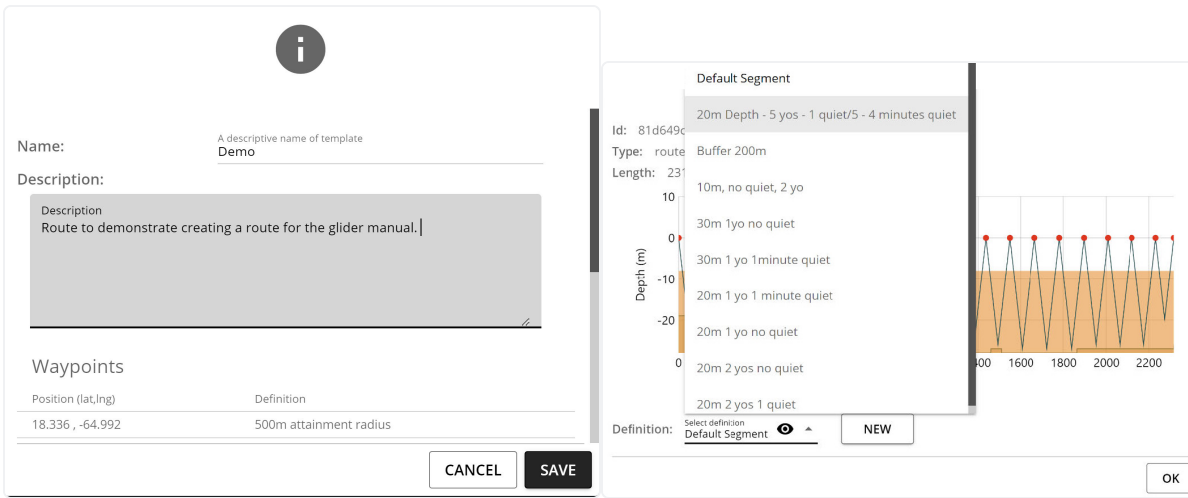 Name:
A descriptive name of template
Demo
Description:
Description
Route to demonstrate creating a route for the glider manual.
Waypoints
Position (lat,lng) Definition
18.336 , -64.992 500m attainment radius
CANCEL SAVE
Default Segment
20m Depth - 5 yos - 1 quiet/5 - 4 minutes quiet
Buffer 200m
10m, no quiet, 2 yo
30m 1yo no quiet
30m 1 yo 1minute quiet
20m 1 yo 1 minute quiet
20m 1 yo no quiet
20m 2 yos no quiet
20m 2 yos 1 quiet
Id:
Type: route
Length:
10
0
-10
-20
Depth (m)
0 1600 1800 2000 2200
Definition: Select definition
Default Segment
NEW
OK